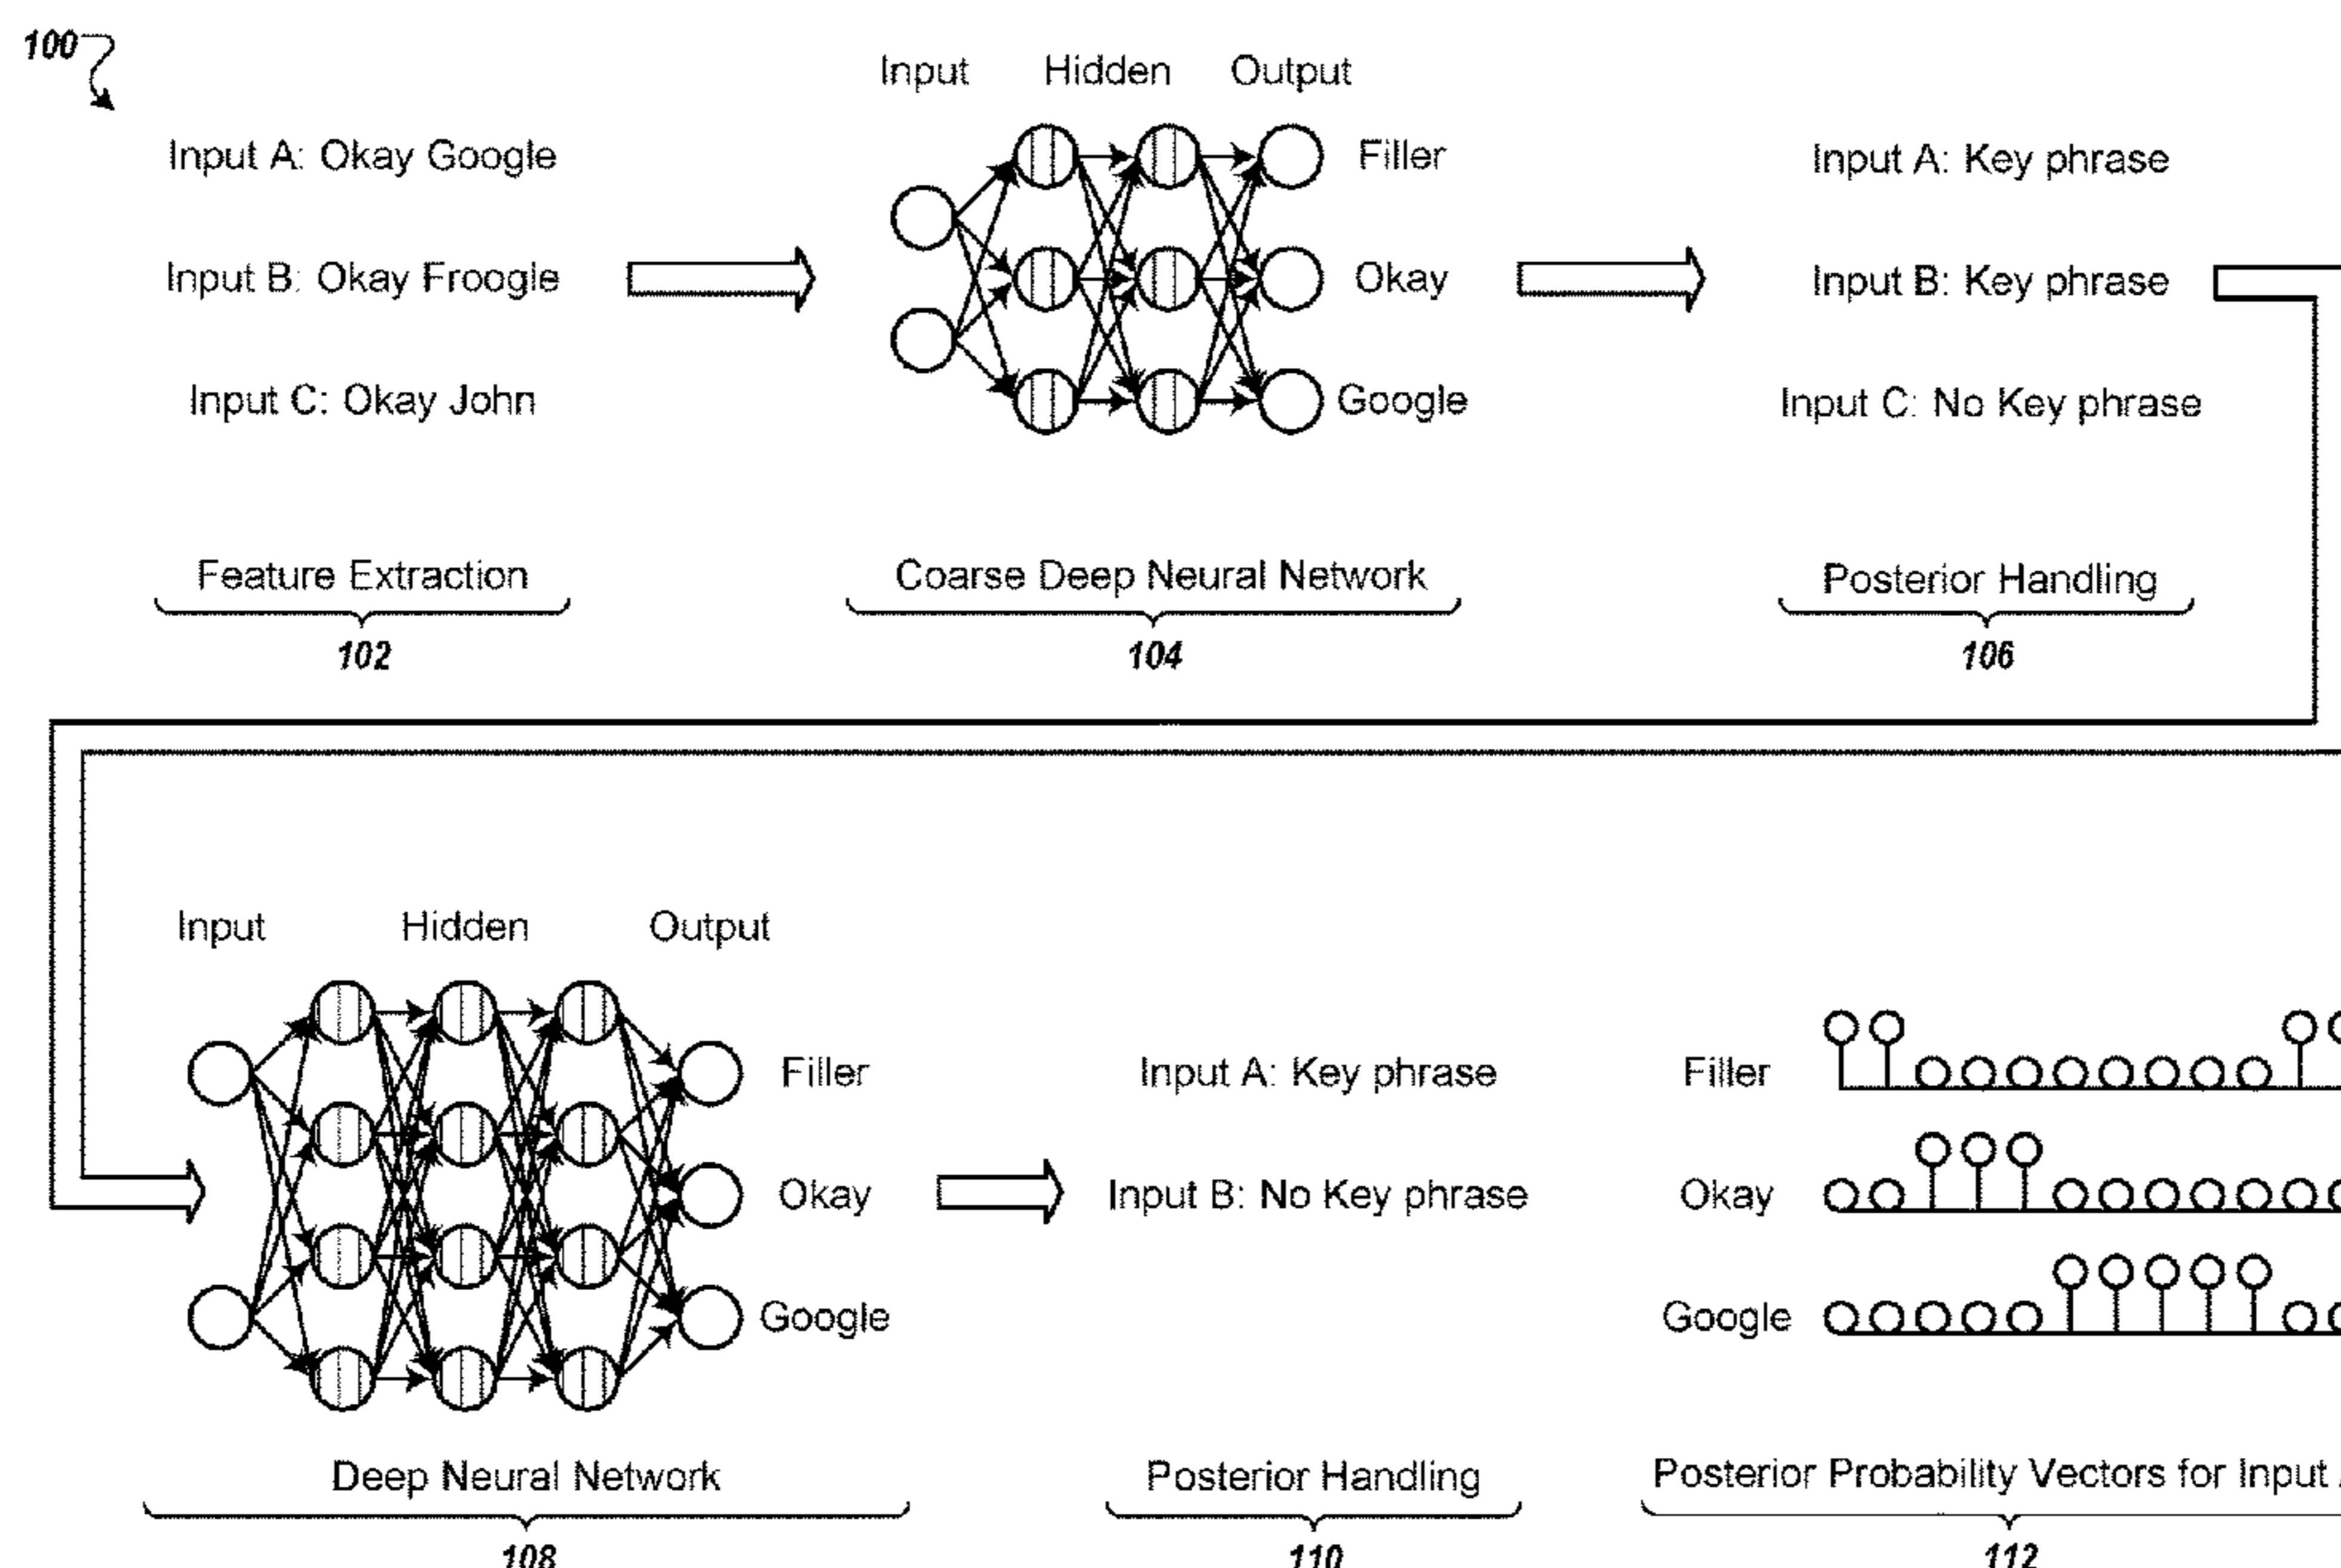 100
Input Hidden Output
Input A: Okay Google
Input B: Okay Froogle
Input C: Okay John
Filler
Okay
Google
Input A: Key phrase
Input B: Key phrase
Input C: No Key phrase
Feature Extraction
102
Coarse Deep Neural Network
104
Posterior Handling
106
Input Hidden Output
Filler
Okay
Google
Input A: Key phrase
Input B: No Key phrase
Filler
Okay
Google
Deep Neural Network
108
Posterior Handling
110
Posterior Probability Vectors for Input
112